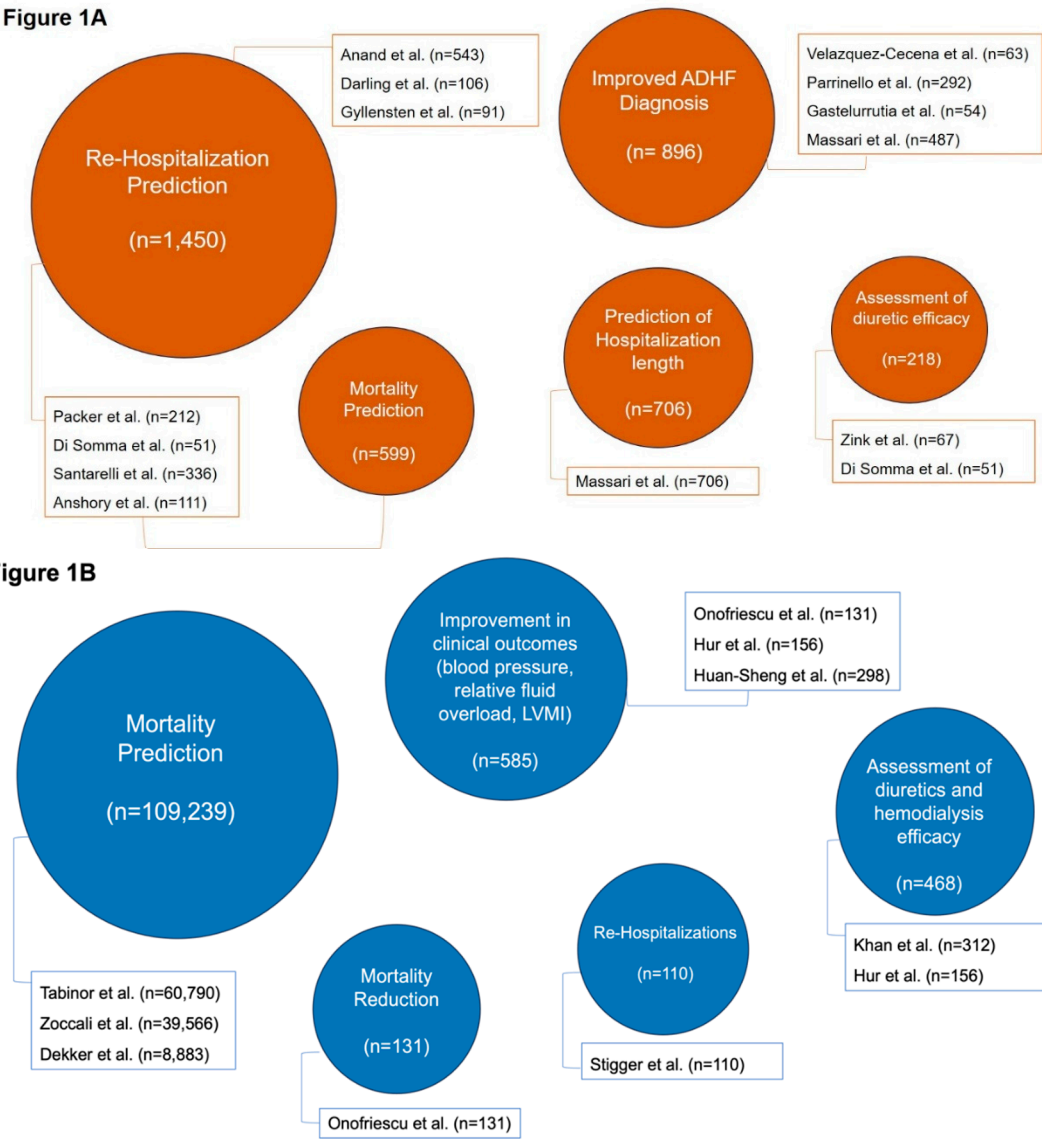 Figure 1A
Anand et al. (n=543)
Darling et al. (n=106)
Gyllensten et al. (n=91)
Re-Hospitalization
Prediction
(n=1,450)
Packer et al. (n=212)
Di Somma et al. (n=51)
Santarelli et al. (n=336)
Anshory et al. (n=111)
Mortality
Prediction
(n=599)
Improved ADHF
Diagnosis
(n= 896)
Velazquez-Cecena et al. (n=63)
Parrinello et al. (n=292)
Gastelurrutia et al. (n=54)
Massari et al. (n=487)
Prediction of
Hospitalization
length
(n=706)
Massari et al. (n=706)
Assessment of
diuretic efficacy
(n=218)
Zink et al. (n=67)
Di Somma et al. (n=51)
igure 1B
Mortality
Prediction
(n=109,239)
Tabinor et al. (n=60,790)
Zoccali et al. (n=39,566)
Dekker et al. (n=8,883)
Improvement in
clinical outcomes
(blood pressure,
relative fluid
overload, LVMI)
(n=585)
Onofriescu et al. (n=131)
Hur et al. (n=156)
Huan-Sheng et al. (n=298)
Assessment of
diuretics and
hemodialysis
efficacy
(n=468)
Khan et al. (n=312)
Hur et al. (n=156)
Mortality
Reduction
(n=131)
Onofriescu et al. (n=131)
Re-Hospitalizations
(n=110)
Stigger et al. (n=110)